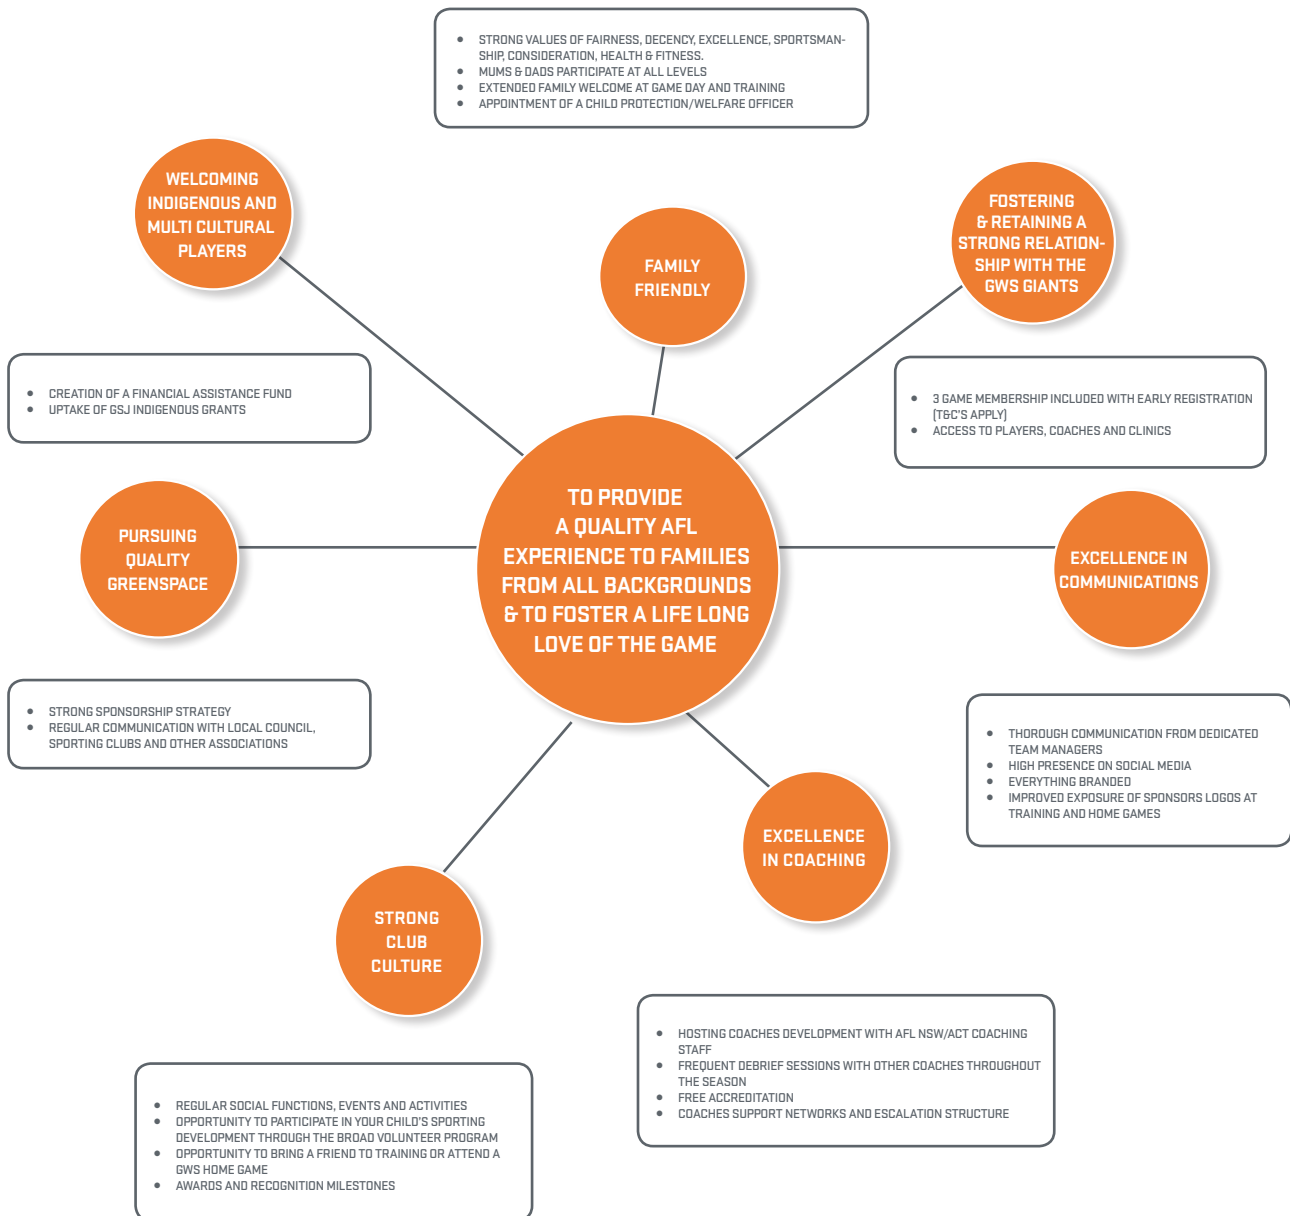 • STRONG VALUES OF FAIRNESS, DECENCY, EXCELLENCE, SPORTSMAN-
SHIP, CONSIDERATION, HEALTH & FITNESS.
• MUMS & DADS PARTICIPATE AT ALL LEVELS
• EXTENDED FAMILY WELCOME AT GAME DAY AND TRAINING
• APPOINTMENT OF A CHILD PROTECTION/WELFARE OFFICER
WELCOMING
INDIGENOUS AND
MULTI CULTURAL
PLAYERS
FAMILY
FRIENDLY
FOSTERING
& RETAINING A
STRONG RELATION-
SHIP WITH THE
GWS GIANTS
• CREATION OF A FINANCIAL ASSISTANCE FUND
• UPTAKE OF GSJ INDIGENOUS GRANTS
• 3 GAME MEMBERSHIP INCLUDED WITH EARLY REGISTRATION
(T&C'S APPLY)
• ACCESS TO PLAYERS, COACHES AND CLINICS
PURSUING
QUALITY
GREENSPACE
TO PROVIDE
A QUALITY AFL
EXPERIENCE TO FAMILIES
FROM ALL BACKGROUNDS
& TO FOSTER A LIFE LONG
LOVE OF THE GAME
EXCELLENCE IN
COMMUNICATIONS
• STRONG SPONSORSHIP STRATEGY
• REGULAR COMMUNICATION WITH LOCAL COUNCIL,
SPORTING CLUBS AND OTHER ASSOCIATIONS
• THOROUGH COMMUNICATION FROM DEDICATED
TEAM MANAGERS
• HIGH PRESENCE ON SOCIAL MEDIA
• EVERYTHING BRANDED
• IMPROVED EXPOSURE OF SPONSORS LOGOS AT
TRAINING AND HOME GAMES
EXCELLENCE
IN COACHING
STRONG
CLUB
CULTURE
• HOSTING COACHES DEVELOPMENT WITH AFL NSW/ACT COACHING
STAFF
• FREQUENT DEBRIEF SESSIONS WITH OTHER COACHES THROUGHOUT
THE SEASON
• FREE ACCREDITATION
• COACHES SUPPORT NETWORKS AND ESCALATION STRUCTURE
• REGULAR SOCIAL FUNCTIONS, EVENTS AND ACTIVITIES
• OPPORTUNITY TO PARTICIPATE IN YOUR CHILD'S SPORTING
DEVELOPMENT THROUGH THE BROAD VOLUNTEER PROGRAM
• OPPORTUNITY TO BRING A FRIEND TO TRAINING OR ATTEND A
GWS HOME GAME
• AWARDS AND RECOGNITION MILESTONES